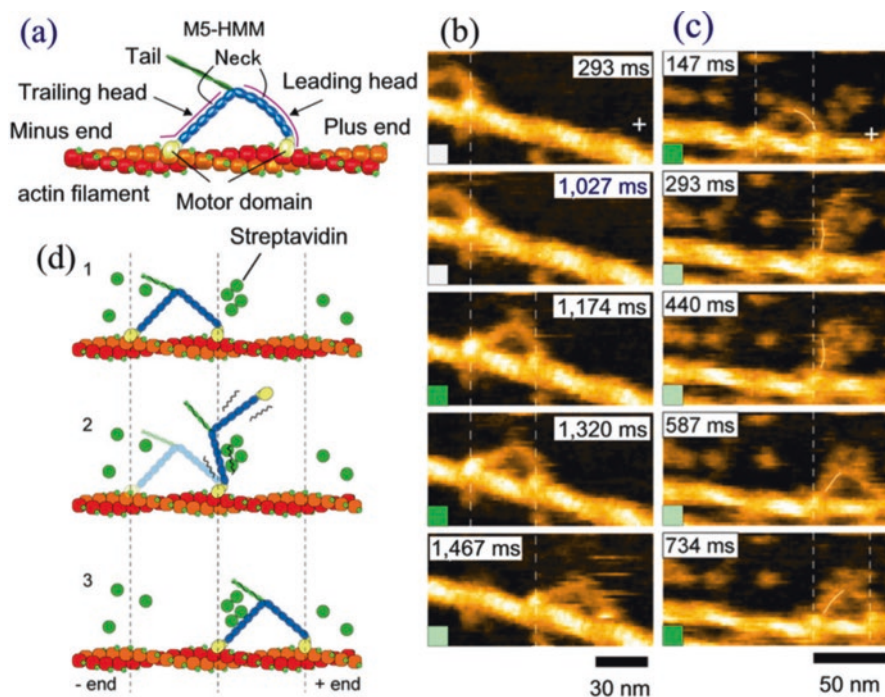 (a)
M5-HMM
Tail
Neck
Trailing head
Leading head
Minus end
Plus end
actin filament
Motor domain
(b)
293 ms
+
1,027 ms
1,174 ms
1,320 ms
1,467 ms
30 nm
(c)
147 ms
+
293 ms
440 ms
587 ms
734 ms
50 nm
(d)
Streptavidin
1
2
3
- end
+ end